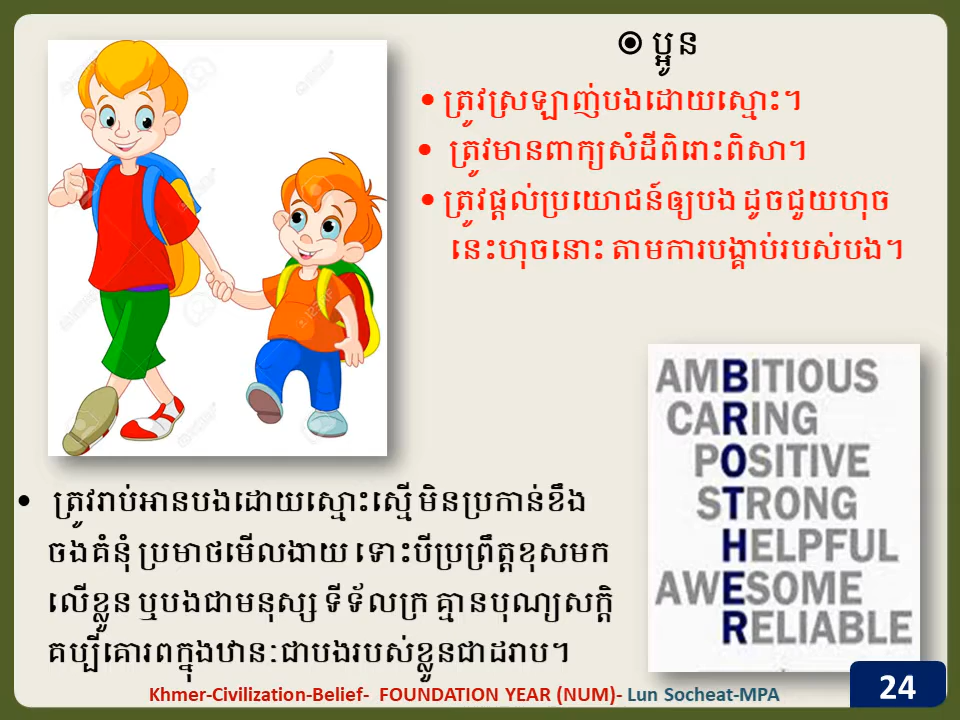 ◉ ប្អូន
• ត្រូវស្រឡាញ់បងដោយស្មោះ។
• ត្រូវមានពាក្យសំដីពិរោះពិសា។
• ត្រូវផ្តល់ប្រយោជន៍ឲ្យបង ដូចជួយហុច
នេះហុចនោះ តាមការបង្គាប់របស់បង។
AMBITIOUS
CARING
POSITIVE
STRONG
HELPFUL
AWESOME
RELIABLE
• ត្រូវរាប់អានបងដោយស្មោះស្មើ មិនប្រកាន់ខឹង
ចងគំនុំ ប្រមាថមើលងាយ ទោះបីប្រព្រឹត្តខុសមក
លើខ្លួន ឬបងជាមនុស្ស ទីទ័លក្រ គ្មានបុណ្យសក្តិ
គប្បីគោរពក្នុងឋានៈជាបងរបស់ខ្លួនជាដរាប។
Khmer-Civilization-Belief- FOUNDATION YEAR (NUM)- Lun Socheat-MPA
24